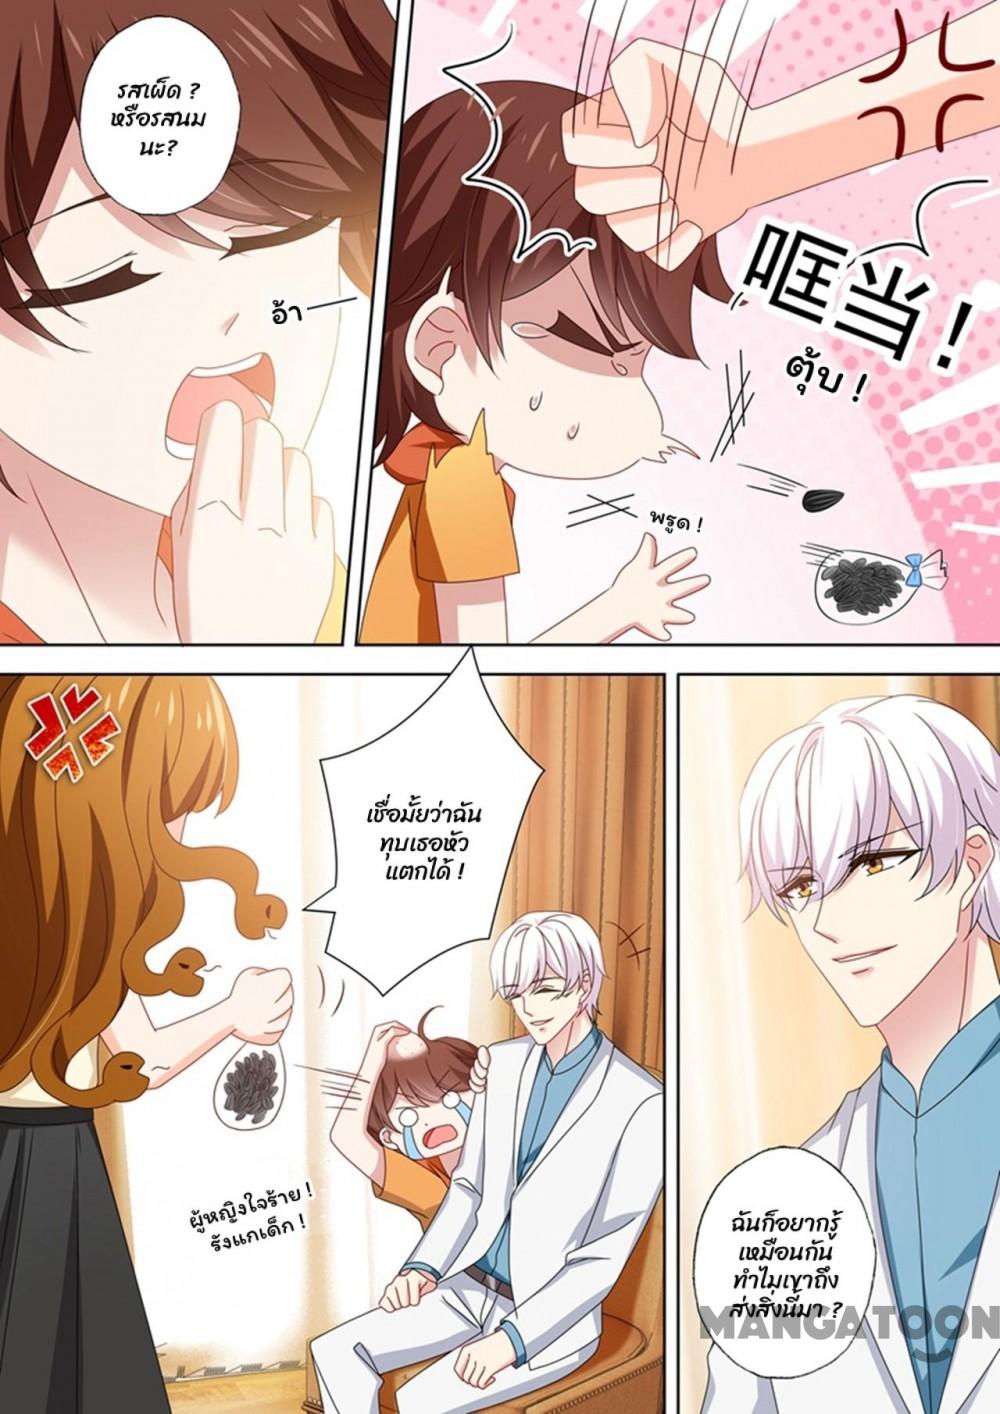 รสเผ็ด ?
หรือรสนม
นะ?
อ้า
哐当！
ตุ้บ !
พรูด !
เชื่อมั้ยว่าฉัน
ทุบเธอหัว
แตกได้ !
ผู้หญิงใจร้าย !
รังแกเด็ก !
ฉันก็อยากรู้
เหมือนกัน
ทำไมเขาถึง
ส่งสิ่งนี้มา ?
MANGATOON